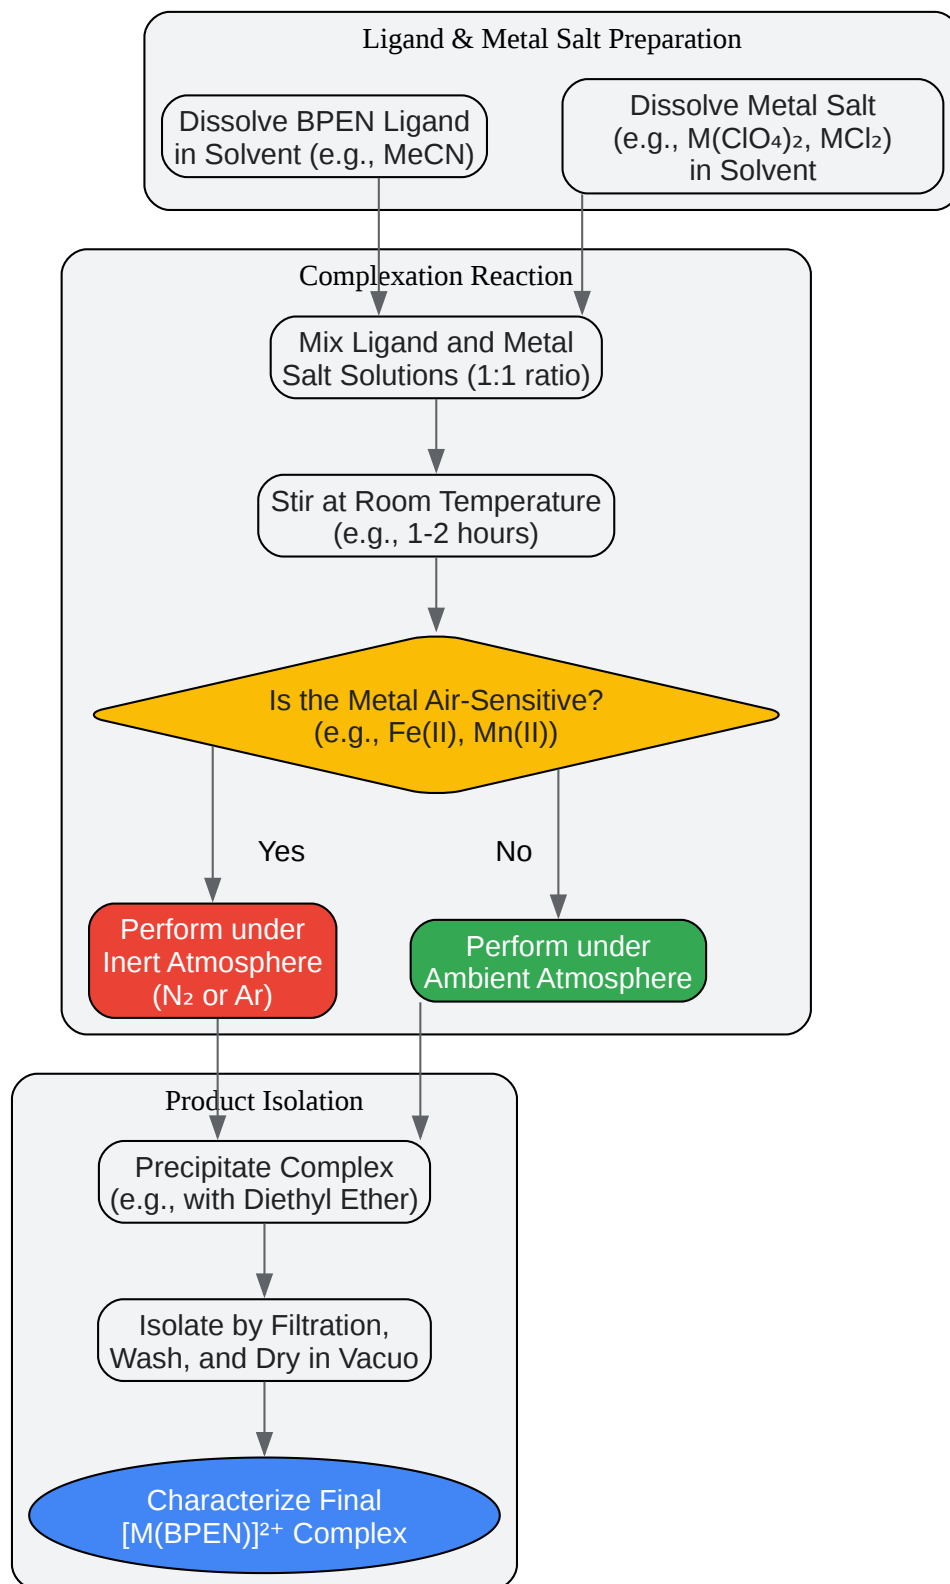 Ligand & Metal Salt Preparation
Dissolve BPEN Ligand
in Solvent (e.g., MeCN)
Dissolve Metal Salt
(e.g., M(ClO₄)₂, MCl₂)
in Solvent
Complexation Reaction
Mix Ligand and Metal
Salt Solutions (1:1 ratio)
Stir at Room Temperature
(e.g., 1-2 hours)
Is the Metal Air-Sensitive?
(e.g., Fe(II), Mn(II))
Yes
No
Perform under
Inert Atmosphere
(N₂ or Ar)
Perform under
Ambient Atmosphere
Product Isolation
Precipitate Complex
(e.g., with Diethyl Ether)
Isolate by Filtration,
Wash, and Dry in Vacuo
Characterize Final
[M(BPEN)]²⁺ Complex